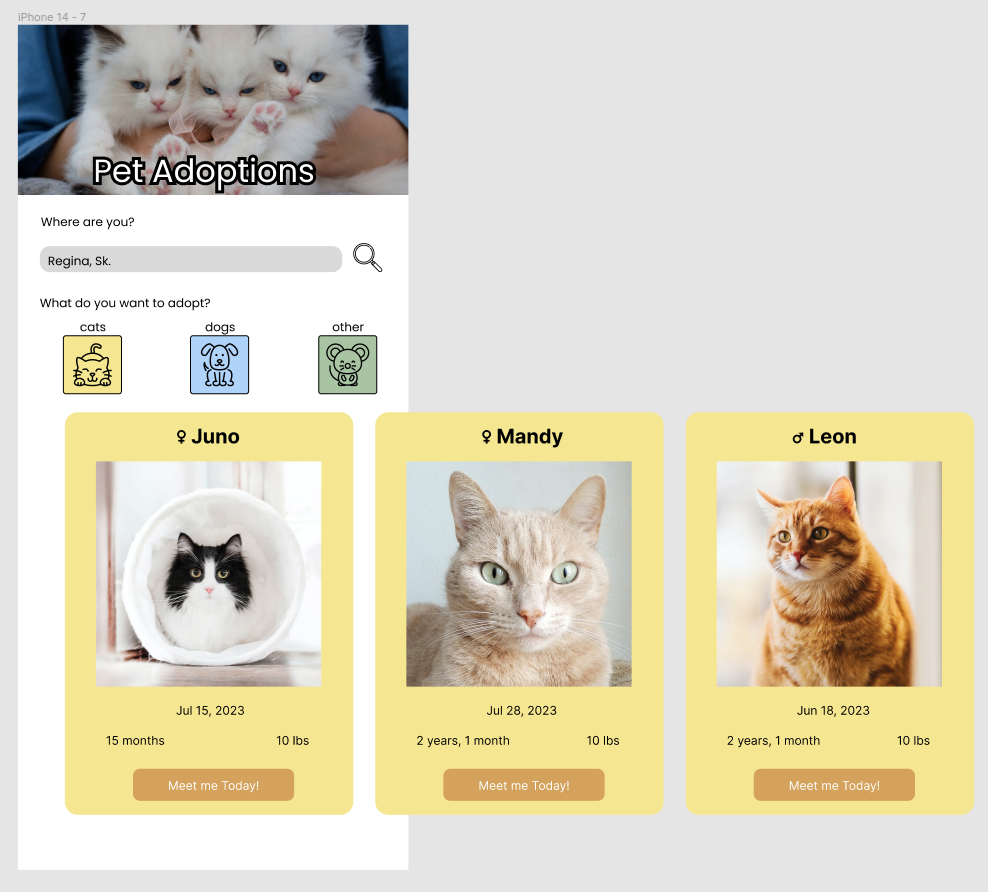 iPhone 14 - 7
Pet Adoptions
Where are you?
Regina, Sk.
What do you want to adopt?
cats
dogs
other
♀ Juno
Jul 15, 2023
15 months
10 lbs
Meet me Today!
♀ Mandy
Jul 28, 2023
2 years, 1 month
10 lbs
Meet me Today!
♂ Leon
Jun 18, 2023
2 years, 1 month
10 lbs
Meet me Today!